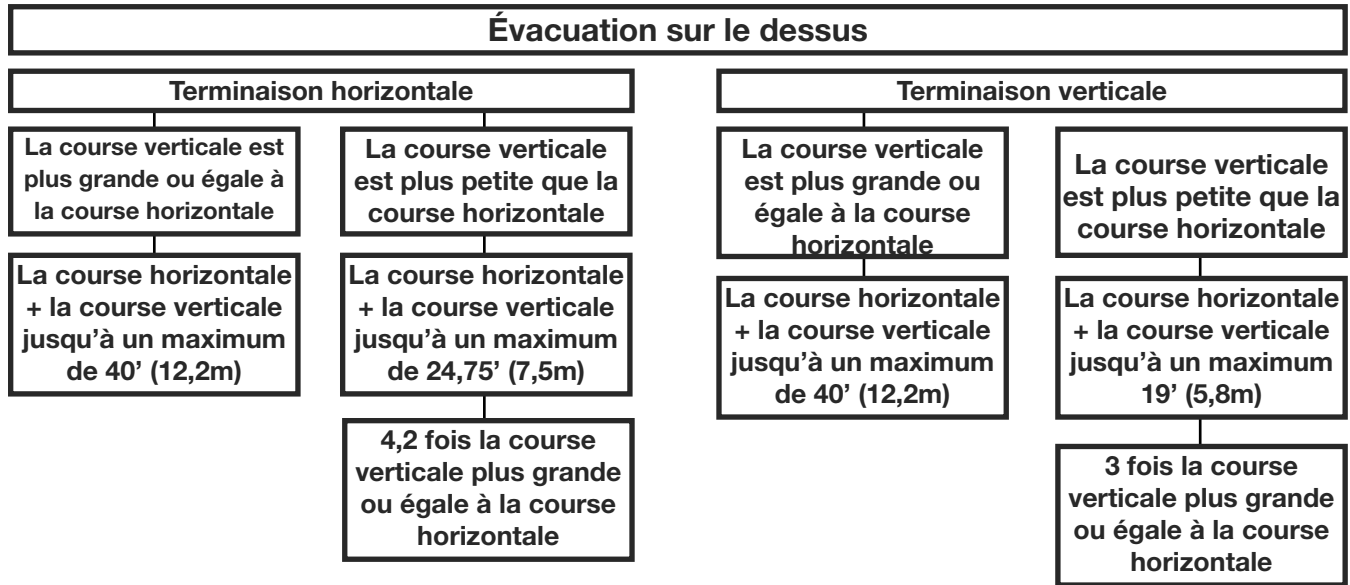 Évacuation sur le dessus
Terminaison horizontale
La course verticale est
plus grande ou égale à
la course horizontale
La course horizontale
+ la course verticale
jusqu'à un maximum
de 40' (12,2m)
La course verticale
est plus petite que la
course horizontale
La course horizontale
+ la course verticale
jusqu'à un maximum
de 24,75' (7,5m)
4,2 fois la course
verticale plus grande
ou égale à la course
horizontale
Terminaison verticale
La course verticale
est plus grande ou
égale à la course
horizontale
La course horizontale
+ la course verticale
jusqu'à un maximum
de 40' (12,2m)
La course verticale
est plus petite que la
course horizontale
La course horizontale
+ la course verticale
jusqu'à un maximum
19' (5,8m)
3 fois la course
verticale plus grande
ou égale à la course
horizontale